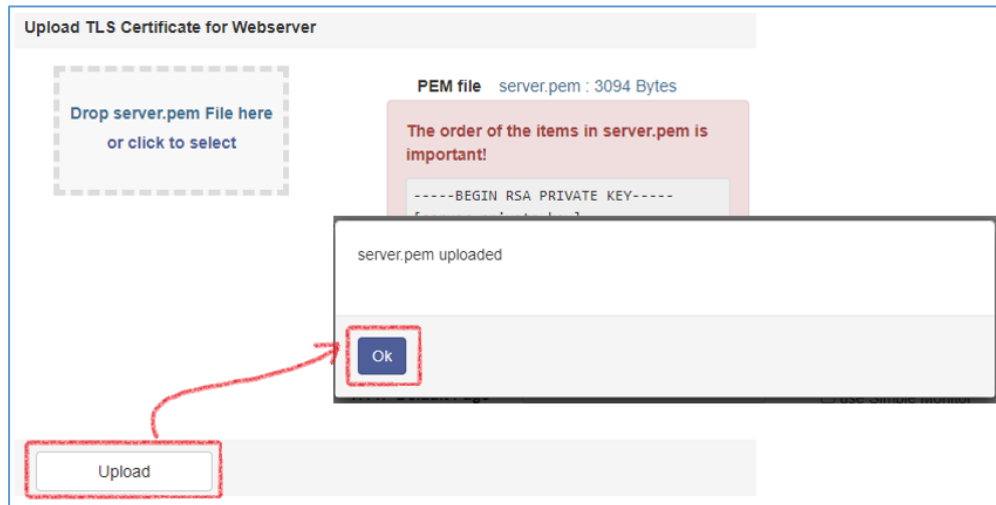 Upload TLS Certificate for Webserver
Drop server.pem File here
or click to select
PEM file server.pem : 3094 Bytes
The order of the items in server.pem is
important!
-----BEGIN RSA PRIVATE KEY-----
server.pem uploaded
Ok
Upload